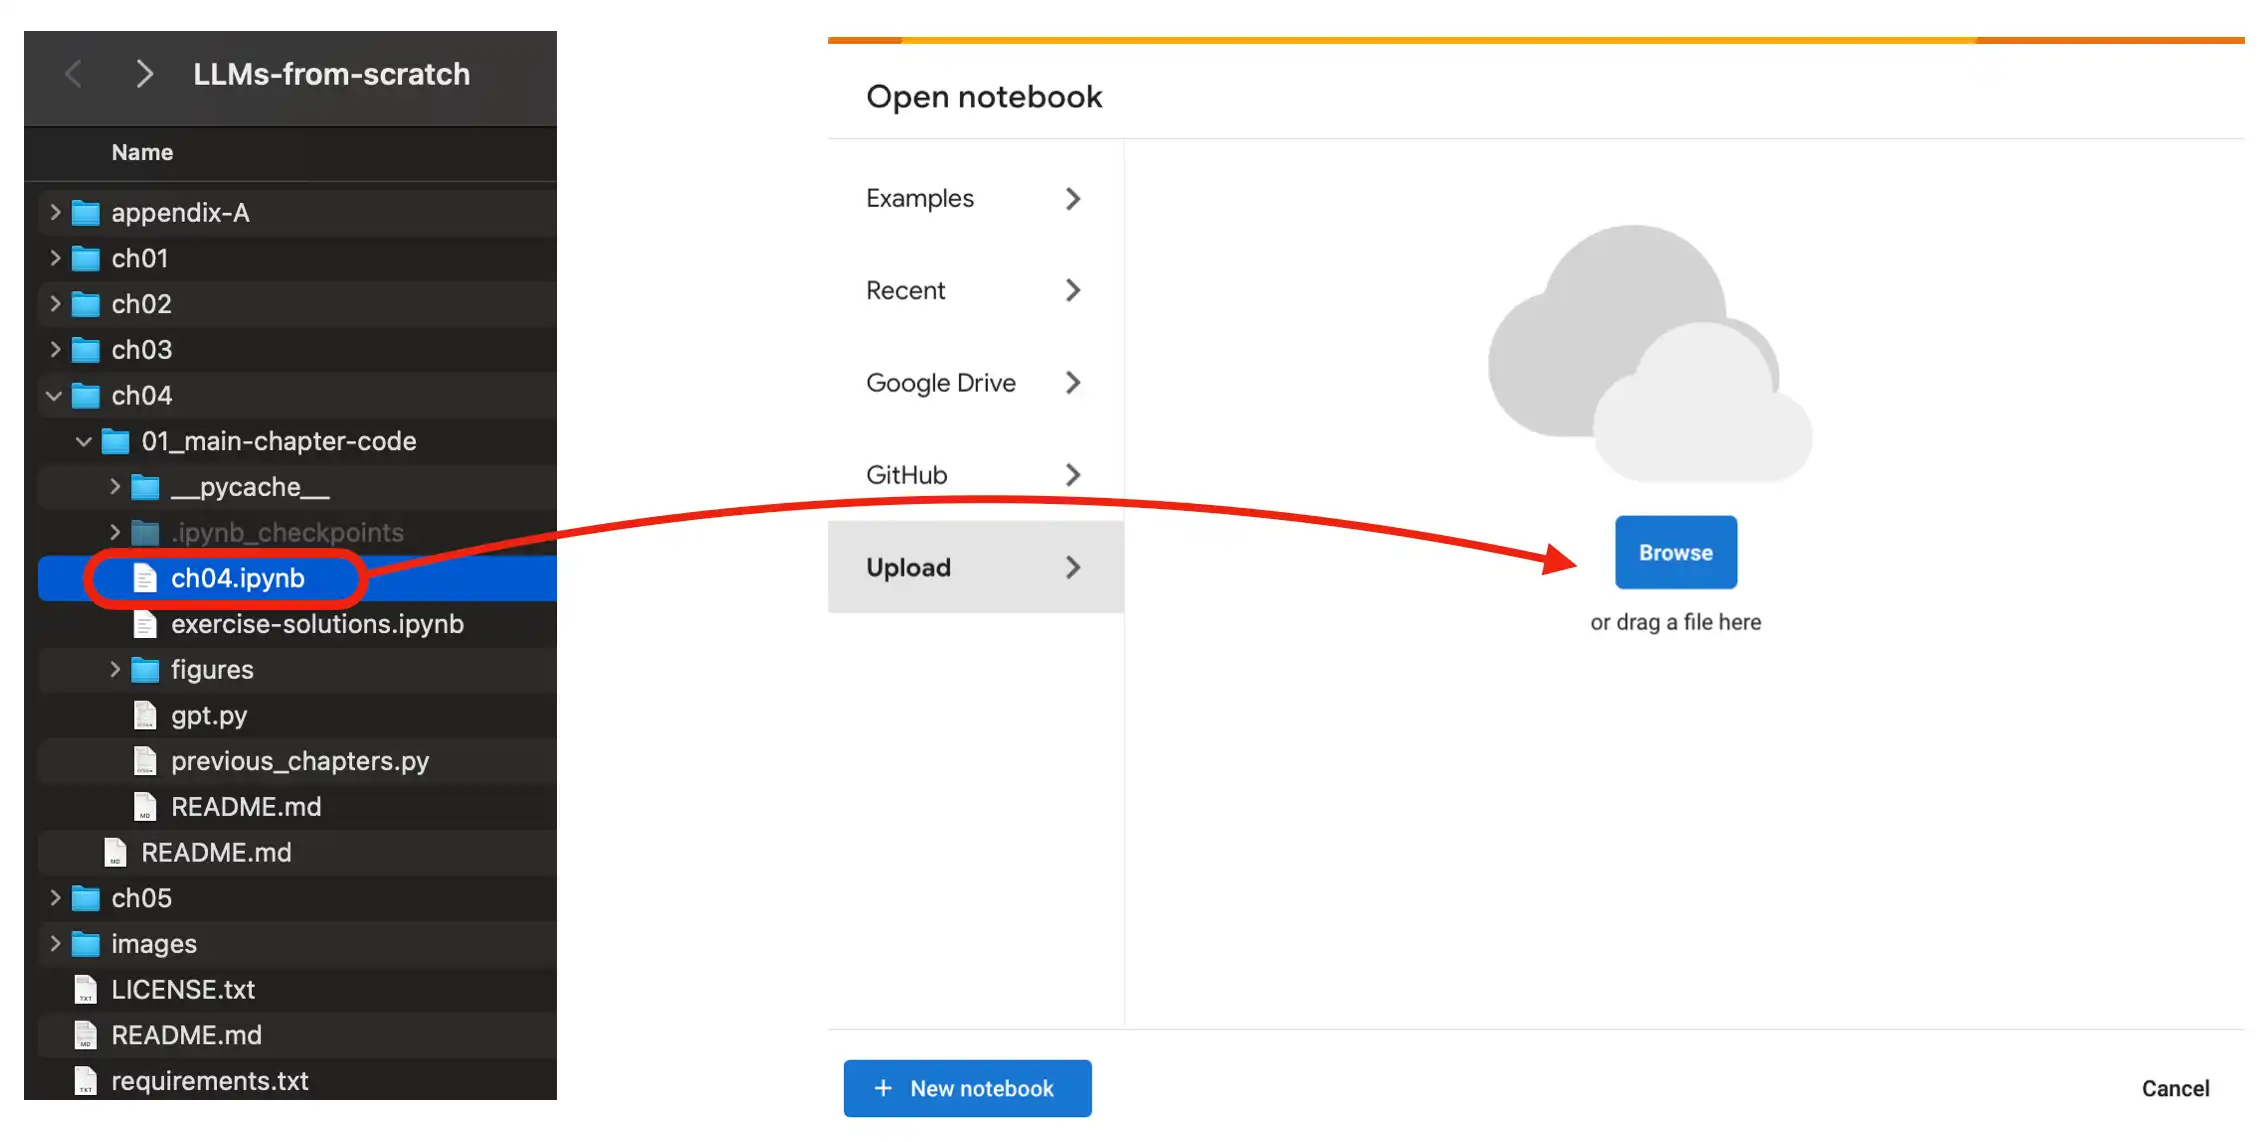 LLMs-from-scratch
Name
appendix-A
ch01
ch02
ch03
ch04
01_main-chapter-code
__pycache__
.ipynb_checkpoints
ch04.ipynb
exercise-solutions.ipynb
figures
gpt.py
previous_chapters.py
README.md
README.md
ch05
images
LICENSE.txt
README.md
requirements.txt
Open notebook
Examples
Recent
Google Drive
GitHub
Upload
Browse
or drag a file here
+ New notebook
Cancel